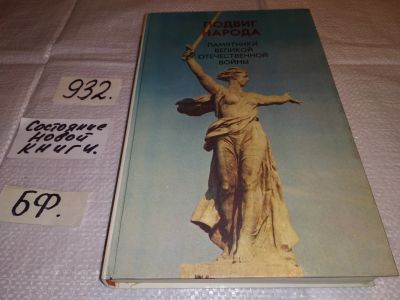 ПОДВИГ
НАРОДА
ПАМЯТНИКИ
ВЕЛИКОЙ
ОТЕЧЕСТВЕННОЙ
ВОЙНЫ
932.
Состояние
новой
книги.
БФ.